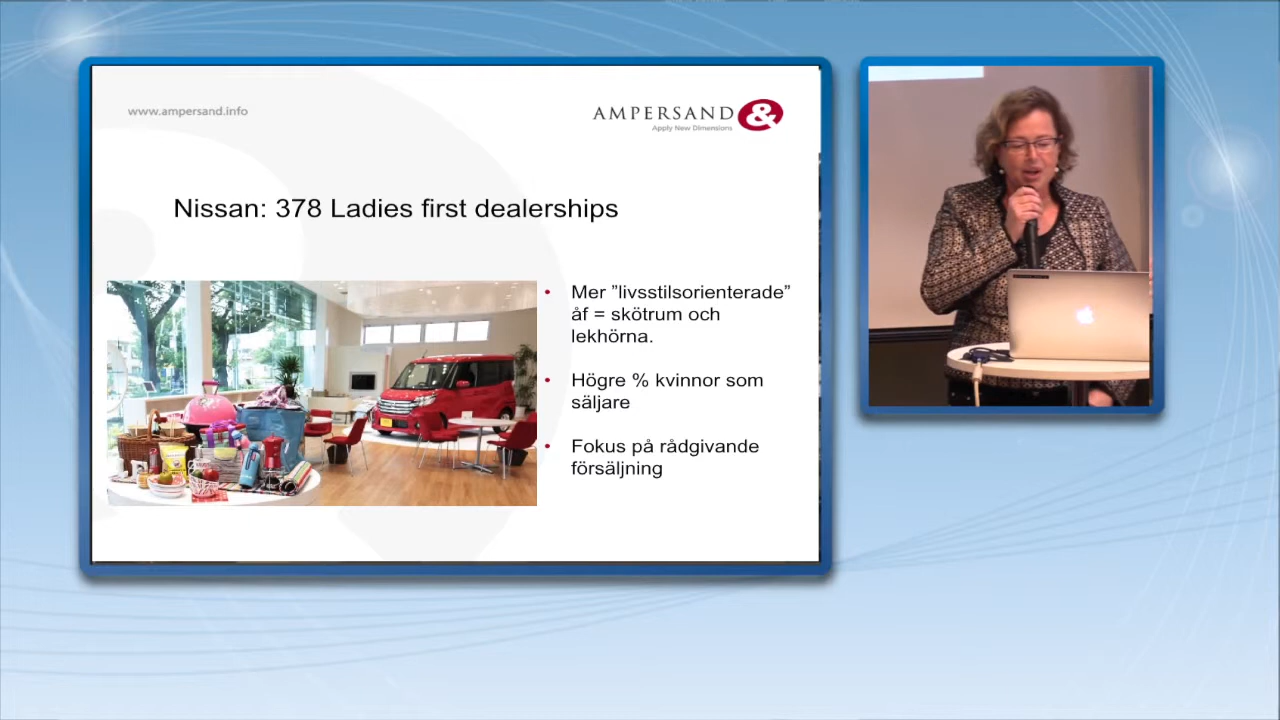 www.ampersand.info
AMPERSAND &
Apply New Dimensions
Nissan: 378 Ladies first dealerships
• Mer ”livsstilsorienterade”
åf = skötrum och
lekhörna.
• Högre % kvinnor som
säljare
• Fokus på rådgivande
försäljning